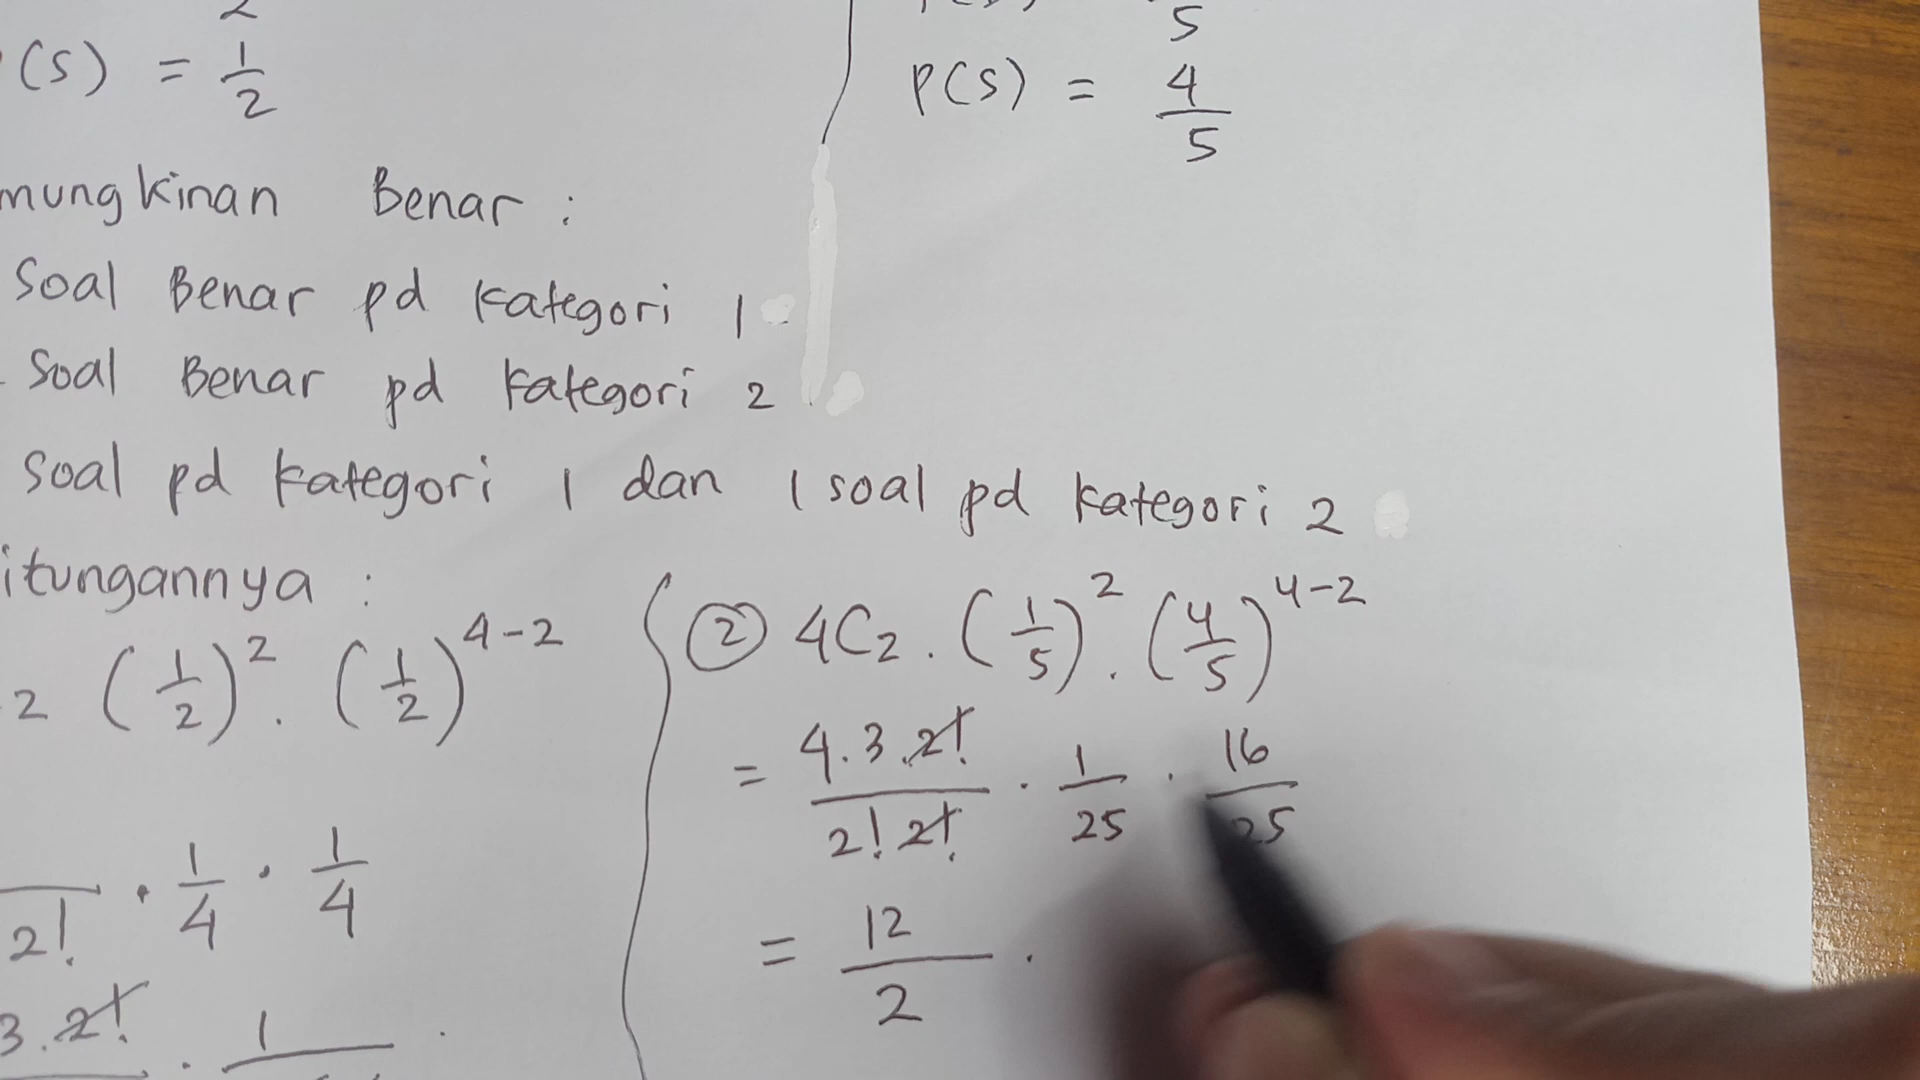 (S) = 1/2
5
P(S) = 4/5
mungkinan Benar :
Soal Benar pd Kategori 1
Soal Benar pd Kategori 2
Soal pd Kategori 1 dan 1 soal pd Kategori 2
itungannya :
2 (1/2)^2 . (1/2)^{4-2}
2! . 1/4 . 1/4
3.2! . 1
② 4C2 . (1/5)^2 . (4/5)^{4-2}
= 4.3.2!/2!2! . 1/25 . 16/25
= 12/2 .